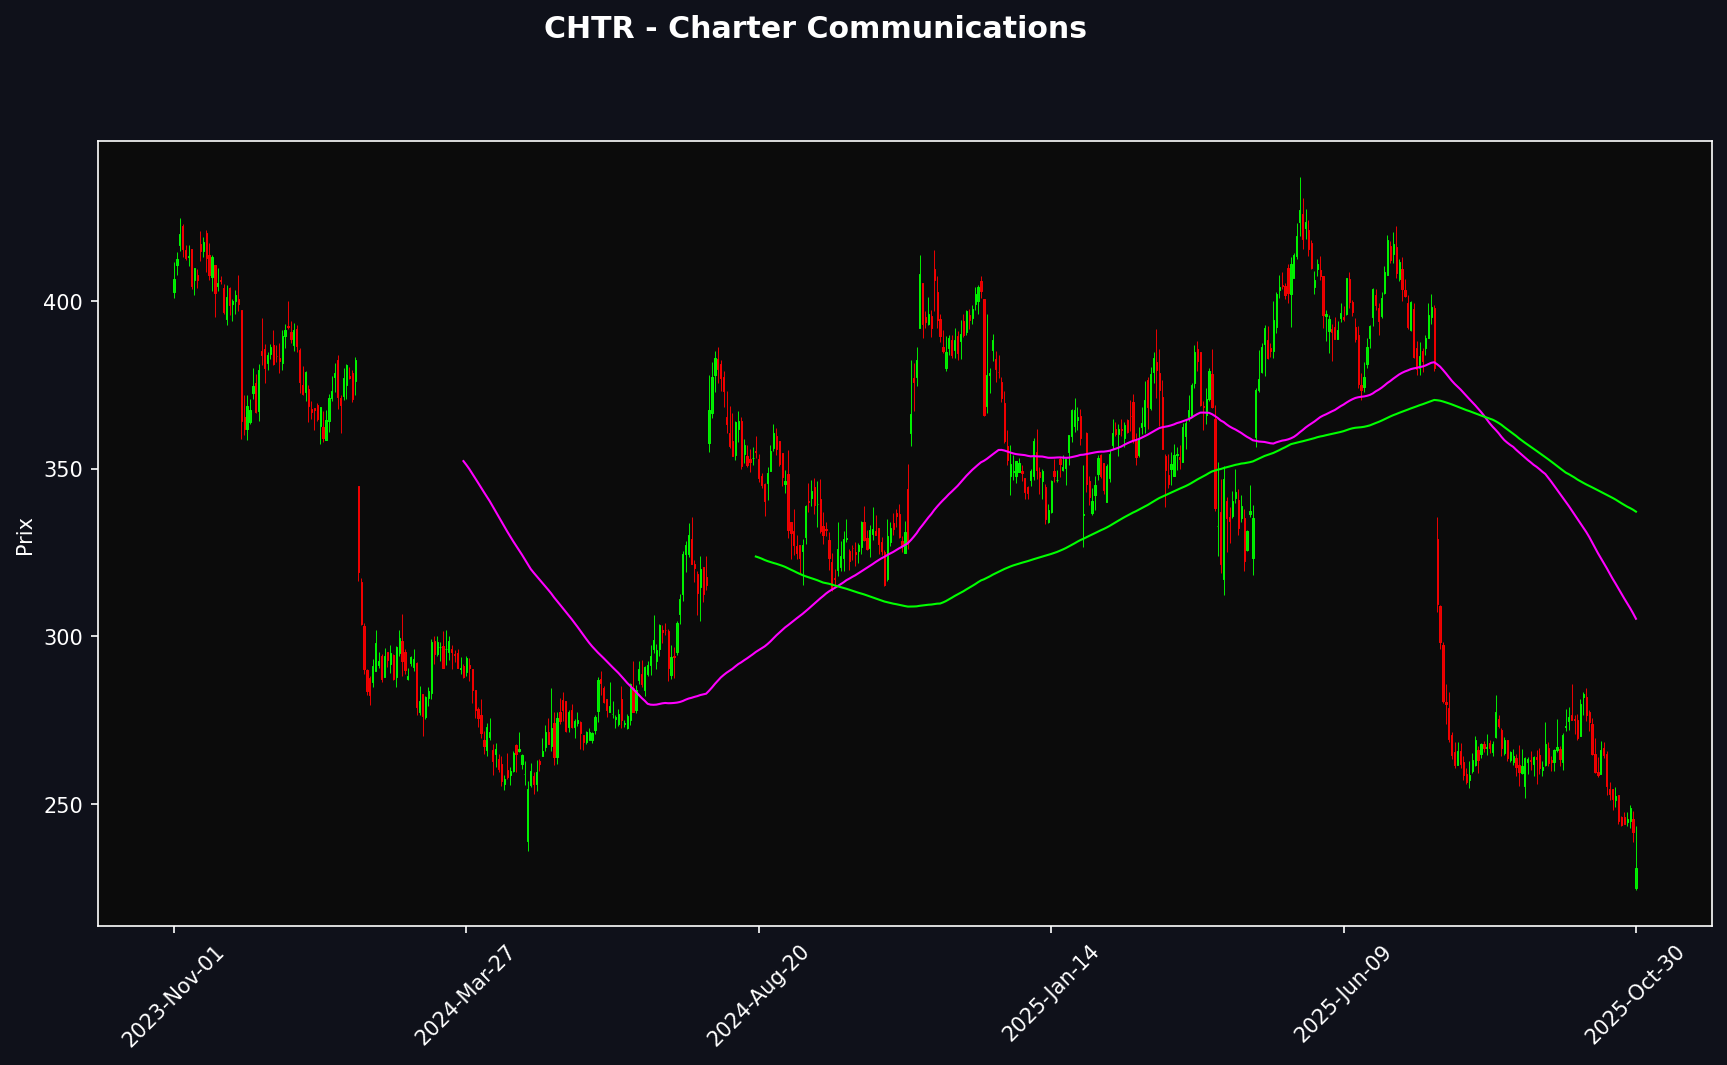 CHTR - Charter Communications
Prix
400
350
300
250
2023-Nov-01
2024-Mar-27
2024-Aug-20
2025-Jan-14
2025-Jun-09
2025-Oct-30